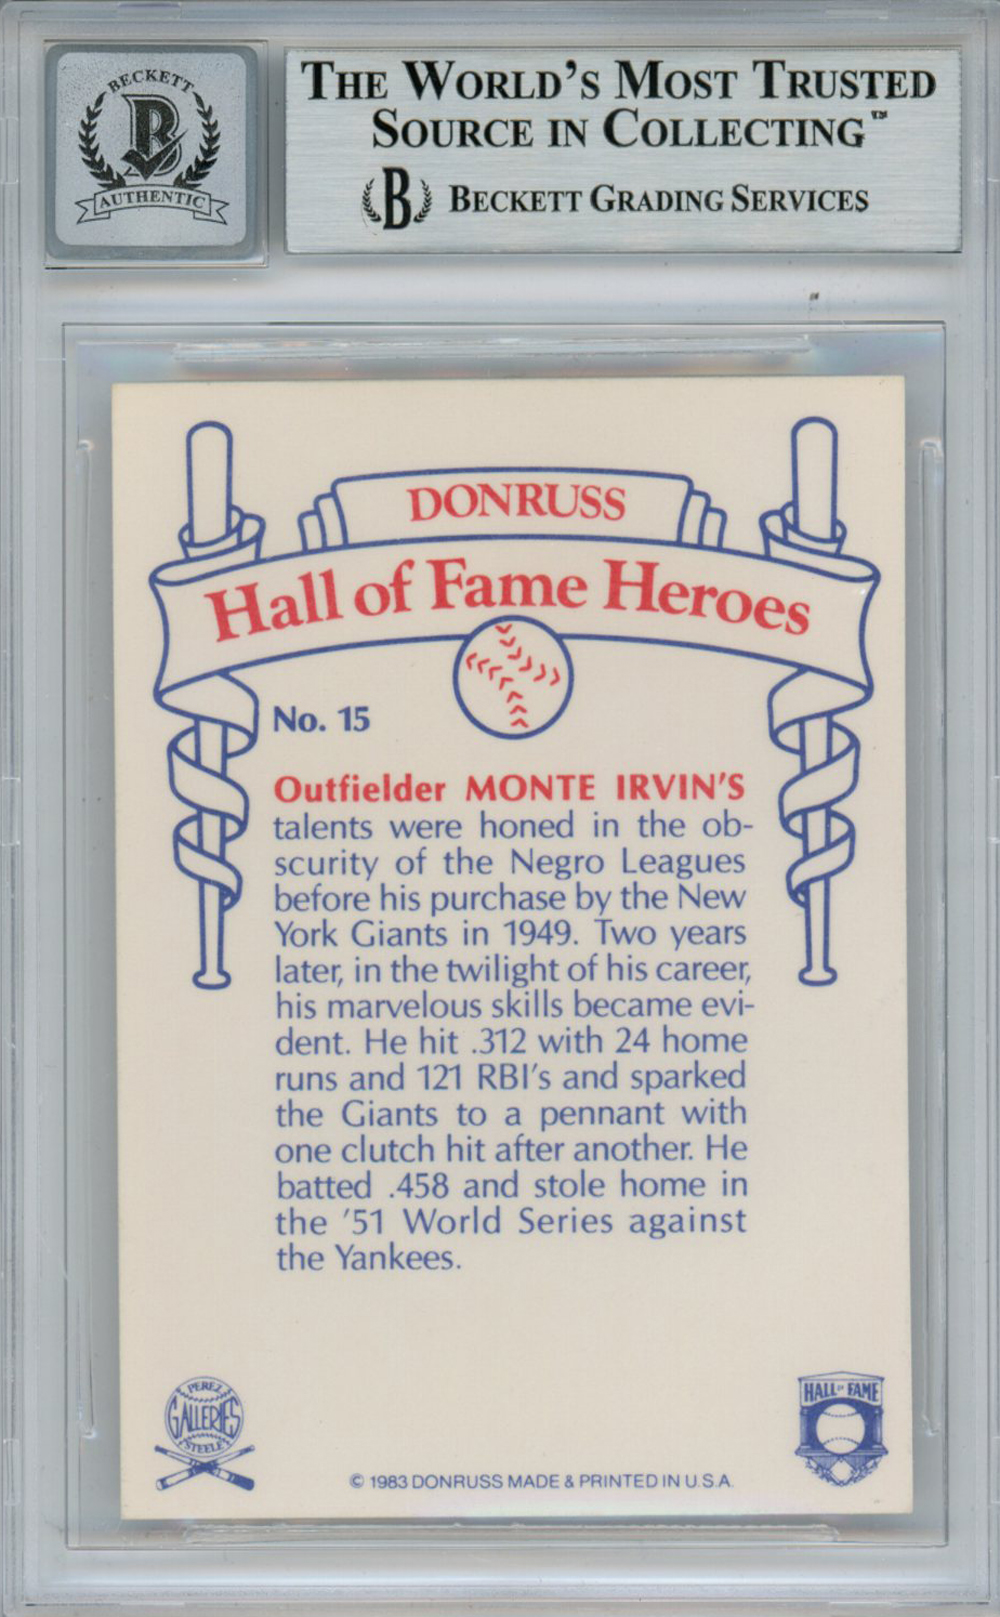 BECKETT
AUTHENTIC
THE WORLD'S MOST TRUSTED
SOURCE IN COLLECTING™
B BECKETT GRADING SERVICES
DONRUSS
Hall of Fame Heroes
No. 15
Outfielder MONTE IRVIN'S
talents were honed in the ob-
scurity of the Negro Leagues
before his purchase by the New
York Giants in 1949. Two years
later, in the twilight of his career,
his marvelous skills became evi-
dent. He hit .312 with 24 home
runs and 121 RBI's and sparked
the Giants to a pennant with
one clutch hit after another. He
batted .458 and stole home in
the '51 World Series against
the Yankees.
PEREZ
GALLERIES
STEELE
HALL OF FAME
© 1983 DONRUSS MADE & PRINTED IN U.S.A.